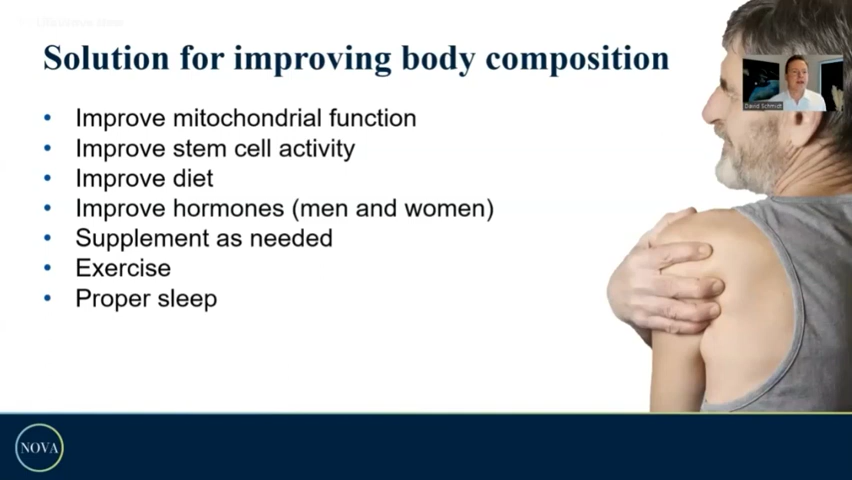 Solution for improving body composition
• Improve mitochondrial function
• Improve stem cell activity
• Improve diet
• Improve hormones (men and women)
• Supplement as needed
• Exercise
• Proper sleep
David Schmidt
NOVA